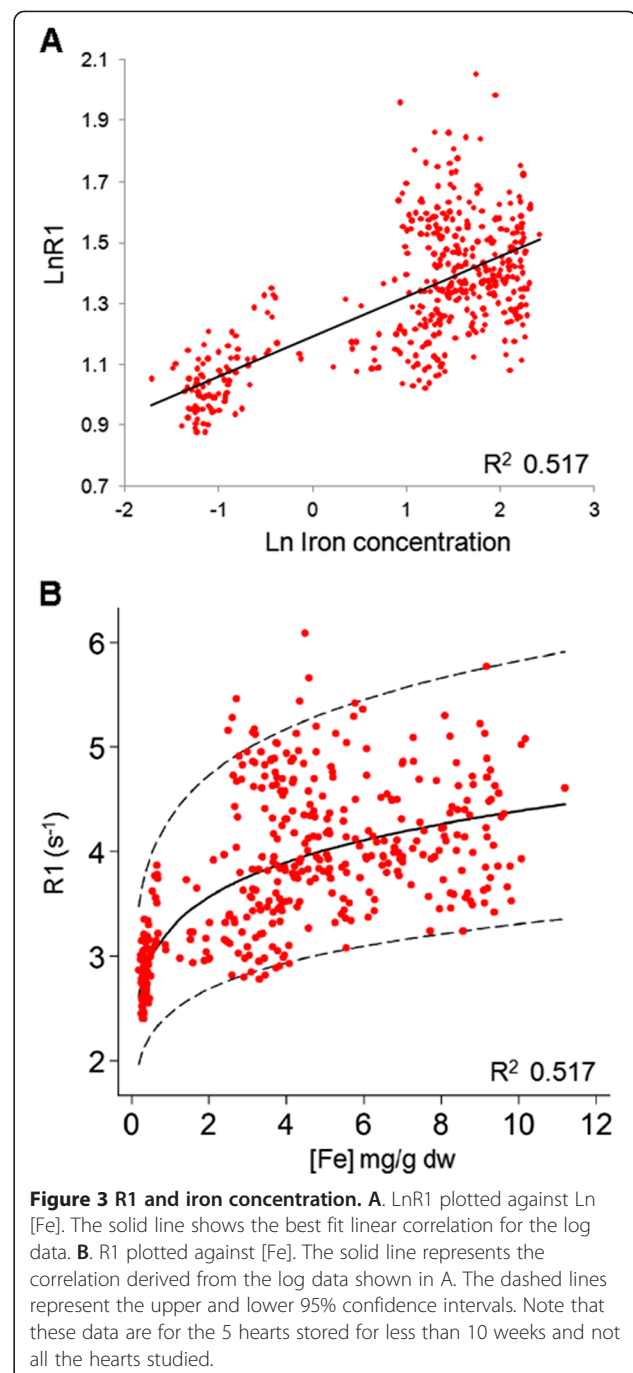 A
2.1
1.9
1.7
1.5
1.3
1.1
0.9
0.7
LnR1
-2 -1 0 1 2 3
R² 0.517
Ln Iron concentration
B
6
5
4
3
2
R1 (s⁻¹)
R² 0.517
0 2 4 6 8 10 12
[Fe] mg/g dw
Figure 3 R1 and iron concentration. A. LnR1 plotted against Ln
[Fe]. The solid line shows the best fit linear correlation for the log
data. B. R1 plotted against [Fe]. The solid line represents the
correlation derived from the log data shown in A. The dashed lines
represent the upper and lower 95% confidence intervals. Note that
these data are for the 5 hearts stored for less than 10 weeks and not
all the hearts studied.